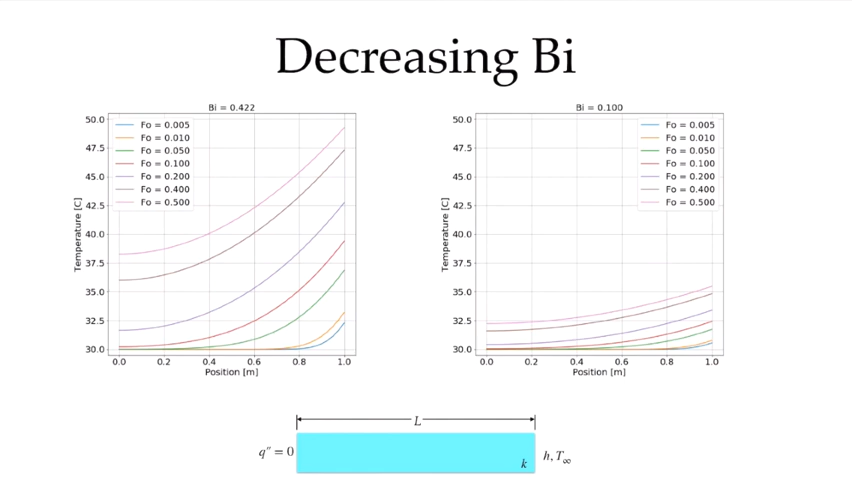 Decreasing Bi
Bi = 0.422
50.0
47.5
45.0
42.5
40.0
37.5
35.0
32.5
30.0
Temperature [C]
Fo = 0.005
Fo = 0.010
Fo = 0.050
Fo = 0.100
Fo = 0.200
Fo = 0.400
Fo = 0.500
0.0 0.2 0.4 0.6 0.8 1.0
Position [m]
Bi = 0.100
50.0
47.5
45.0
42.5
40.0
37.5
35.0
32.5
30.0
Temperature [C]
Fo = 0.005
Fo = 0.010
Fo = 0.050
Fo = 0.100
Fo = 0.200
Fo = 0.400
Fo = 0.500
0.0 0.2 0.4 0.6 0.8 1.0
Position [m]
L
q″ = 0
k
h, T∞